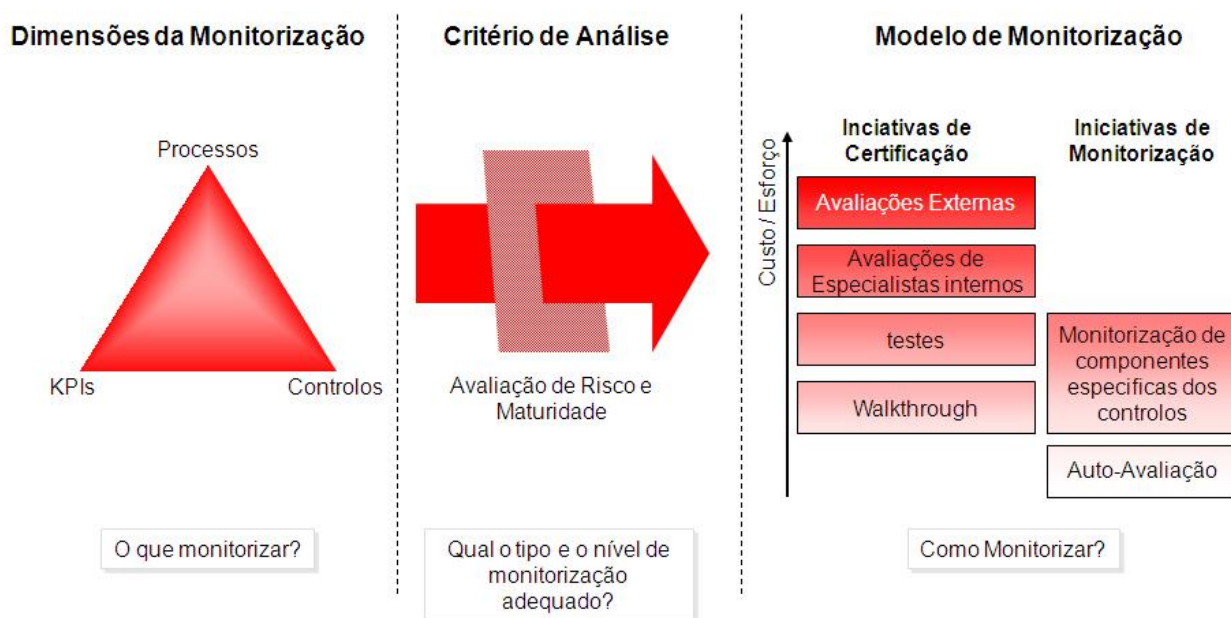 Dimensões da Monitorização
Processos
KPIs
Controlos
O que monitorizar?
Critério de Análise
Avaliação de Risco e
Maturidade
Qual o tipo e o nível de
monitorização
adequado?
Modelo de Monitorização
Custo / Esforço
Inciativas de
Certificação
Avaliações Externas
Avaliações de
Especialistas internos
testes
Walkthrough
Iniciativas de
Monitorização
Monitorização de
componentes
especificas dos
controlos
Auto-Avaliação
Como Monitorizar?